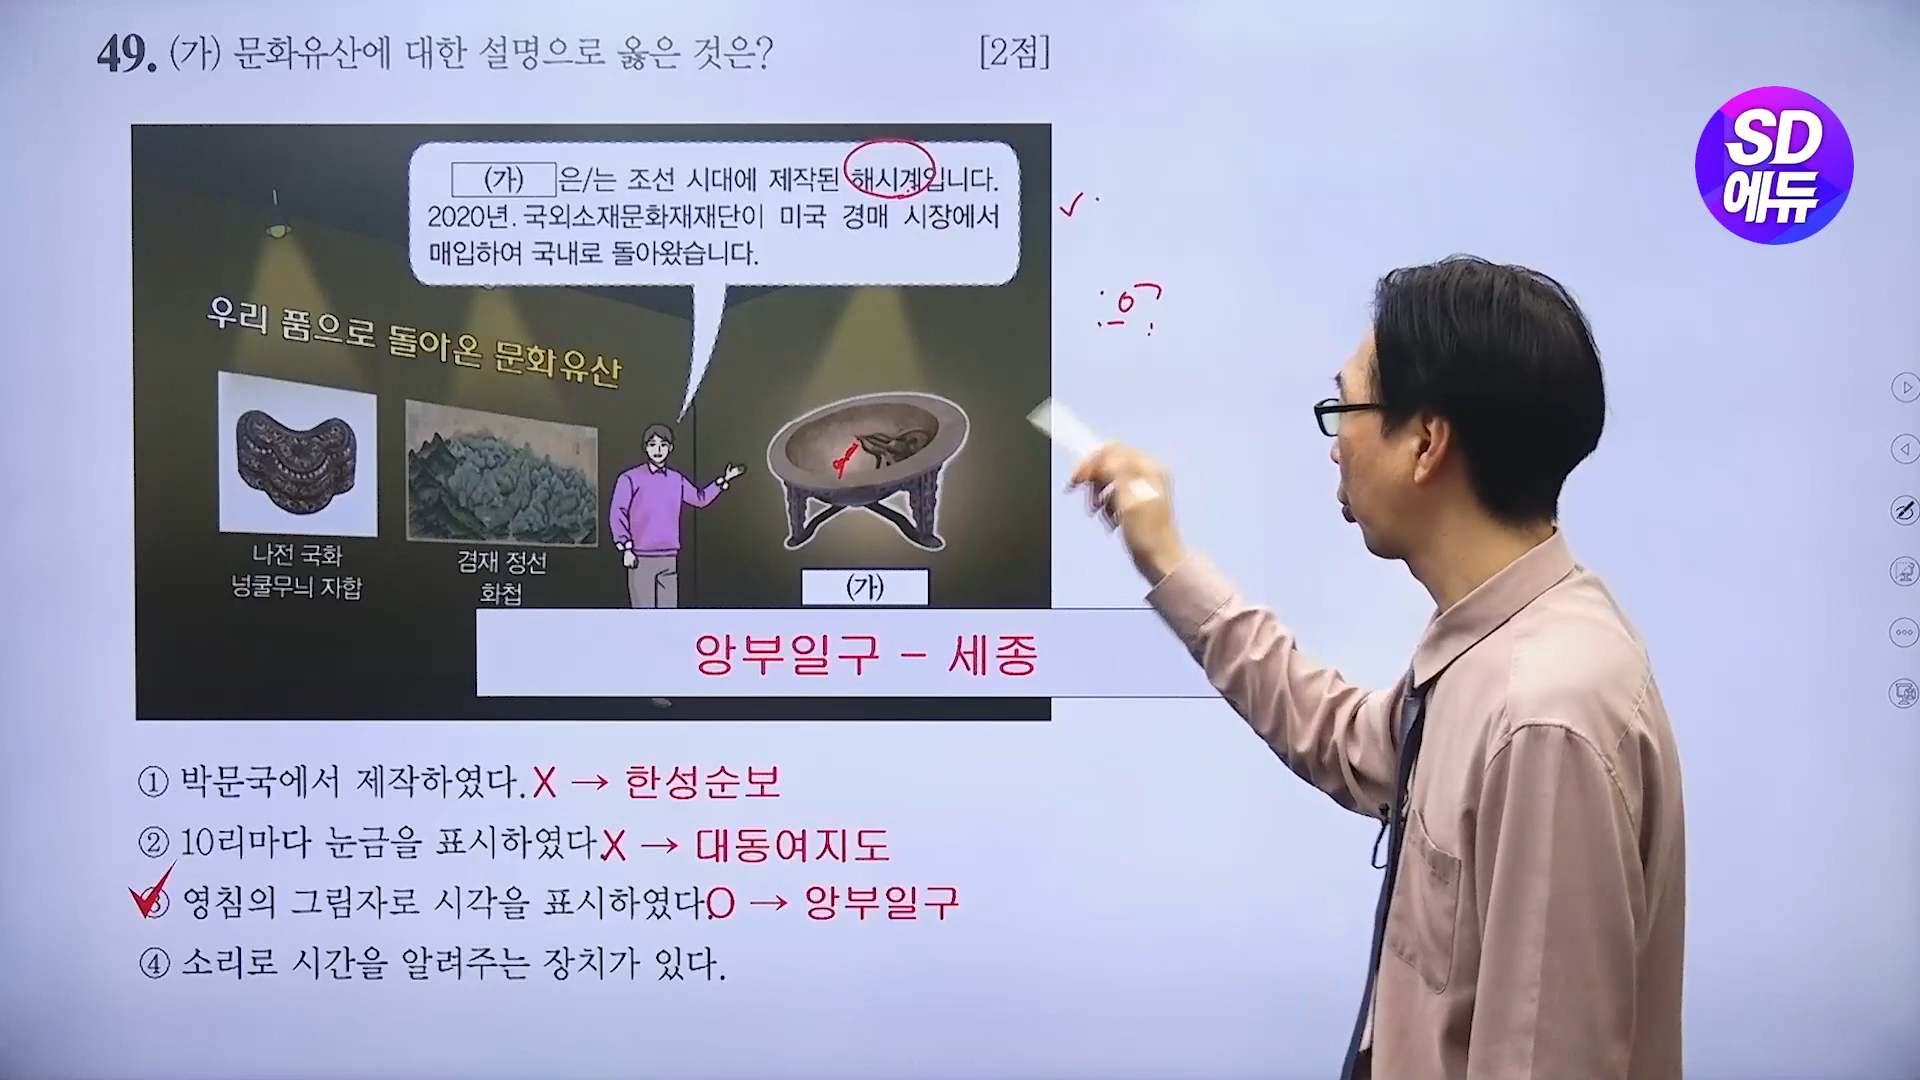 49. (가) 문화유산에 대한 설명으로 옳은 것은? [2점]
SD
에듀
(가) 은/는 조선 시대에 제작된 해시계입니다.
2020년, 국외소재문화재재단이 미국 경매 시장에서
매입하여 국내로 돌아왔습니다.
우리 품으로 돌아온 문화유산
나전 국화
넝쿨무늬 자합
겸재 정선
화첩
(가)
앙부일구 – 세종
① 박문국에서 제작하였다. X → 한성순보
② 10리마다 눈금을 표시하였다. X → 대동여지도
③ 영침의 그림자로 시각을 표시하였다. O → 앙부일구
④ 소리로 시간을 알려주는 장치가 있다.